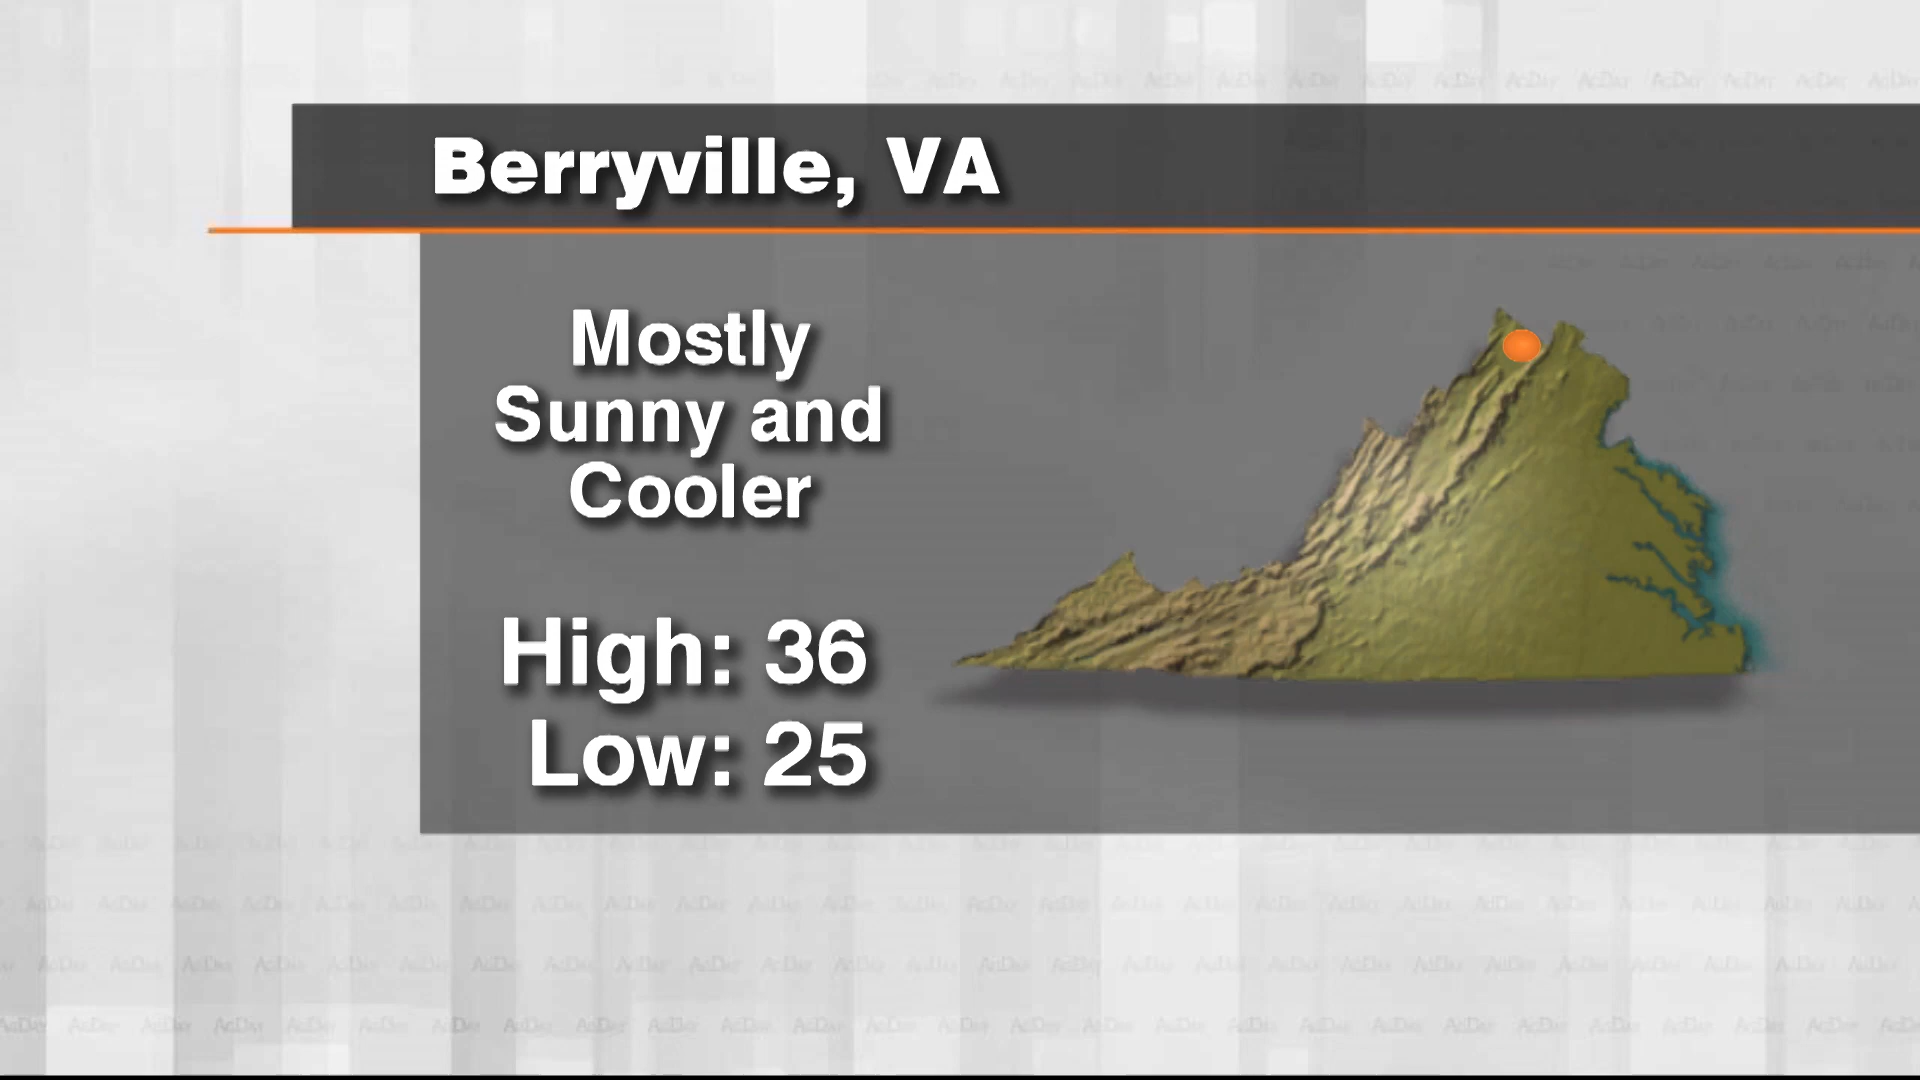 Berryville, VA
Mostly
Sunny and
Cooler
High: 36
Low: 25